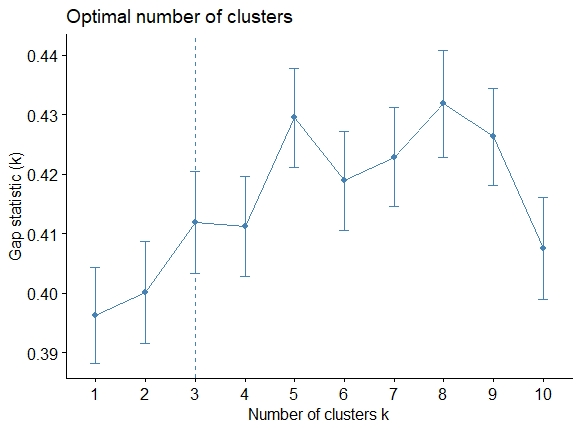 Optimal number of clusters
Gap statistic (k)
0.44
0.43
0.42
0.41
0.40
0.39
1 2 3 4 5 6 7 8 9 10
Number of clusters k